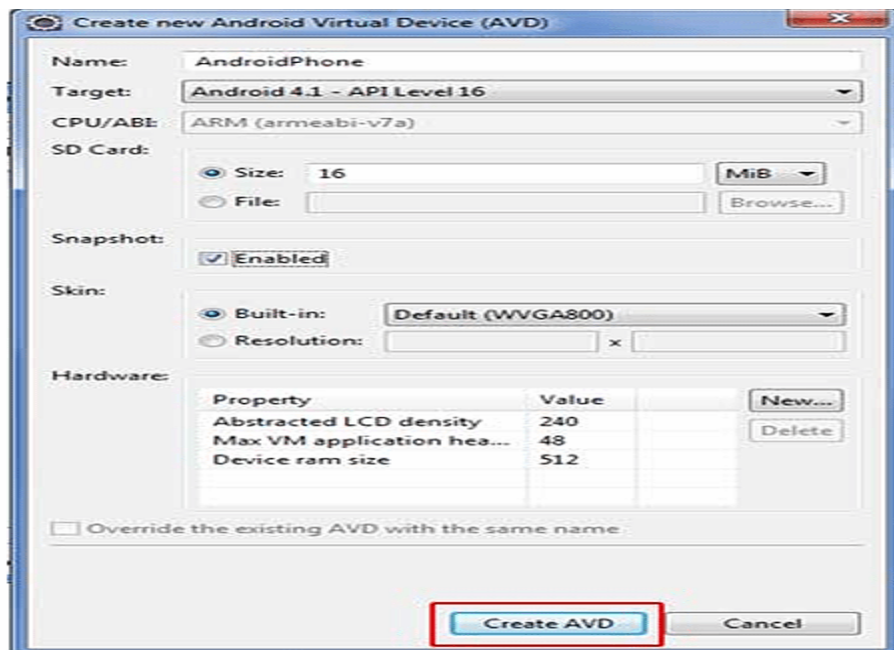 Create new Android Virtual Device (AVD)
Name: AndroidPhone
Target: Android 4.1 - API Level 16
CPU/ABI: ARM (armeabi-v7a)
SD Card:
Size: 16 MiB
File: Browse...
Snapshot:
Enabled
Skin:
Built-in: Default (WVGA800)
Resolution: x
Hardware:
Property Value New...
Abstracted LCD density 240 Delete
Max VM application hea... 48
Device ram size 512
Override the existing AVD with the same name
Create AVD Cancel